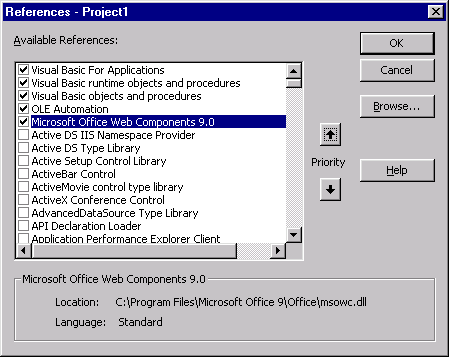 References - Project1
Available References:
OK
Visual Basic For Applications
Cancel
Visual Basic runtime objects and procedures
Visual Basic objects and procedures
OLE Automation
Browse...
Microsoft Office Web Components 9.0
Active DS IIS Namespace Provider
Active DS Type Library
Active Setup Control Library
Priority
ActiveBar Control
Help
ActiveMovie control type library
ActiveX Conference Control
AdvancedDataSource Type Library
API Declaration Loader
Application Performance Explorer Client
Microsoft Office Web Components 9.0
Location: C:\Program Files\Microsoft Office 9\Office\msowc.dll
Language: Standard